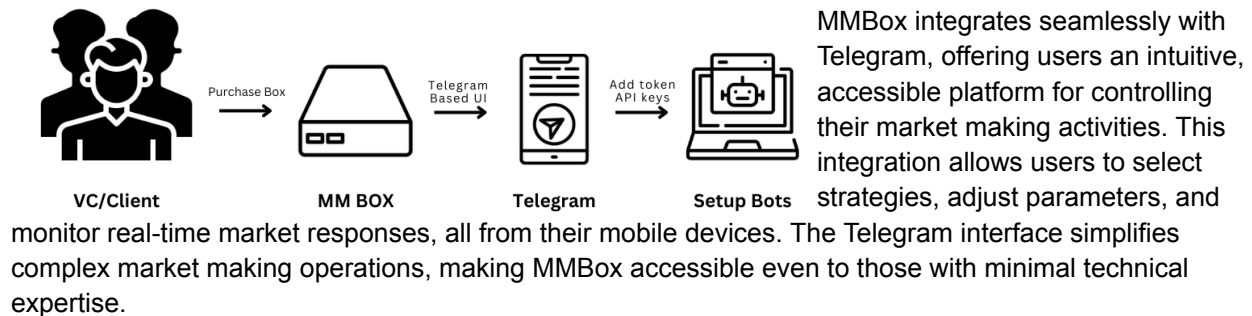 Purchase Box
Telegram
Based UI
Add token
API keys
VC/Client
MM BOX
Telegram
Setup Bots
MMBox integrates seamlessly with
Telegram, offering users an intuitive,
accessible platform for controlling
their market making activities. This
integration allows users to select
strategies, adjust parameters, and
monitor real-time market responses, all from their mobile devices. The Telegram interface simplifies
complex market making operations, making MMBox accessible even to those with minimal technical
expertise.